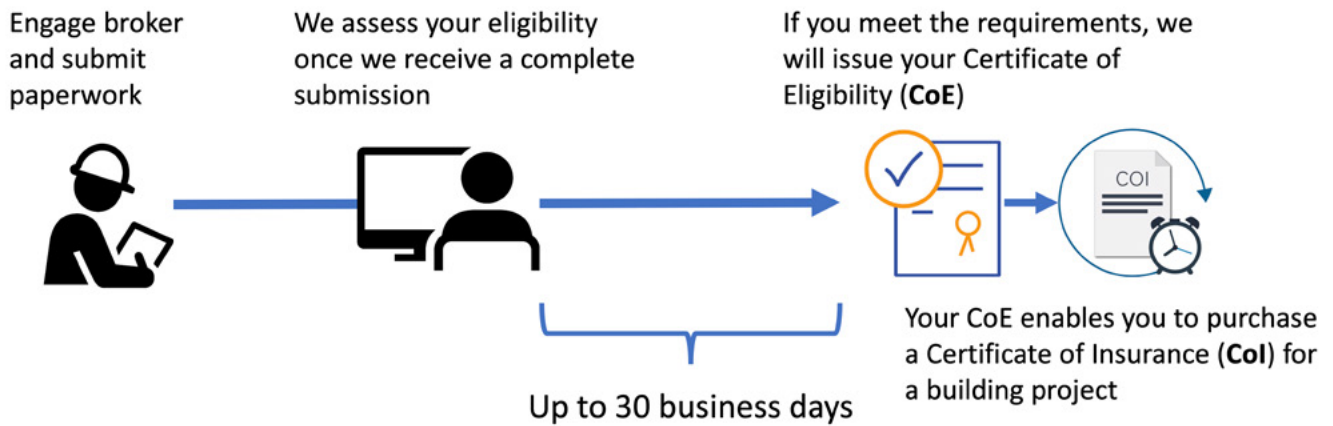 Engage broker
and submit
paperwork
We assess your eligibility
once we receive a complete
submission
If you meet the requirements, we
will issue your Certificate of
Eligibility (CoE)
COI
Up to 30 business days
Your CoE enables you to purchase
a Certificate of Insurance (CoI) for
a building project